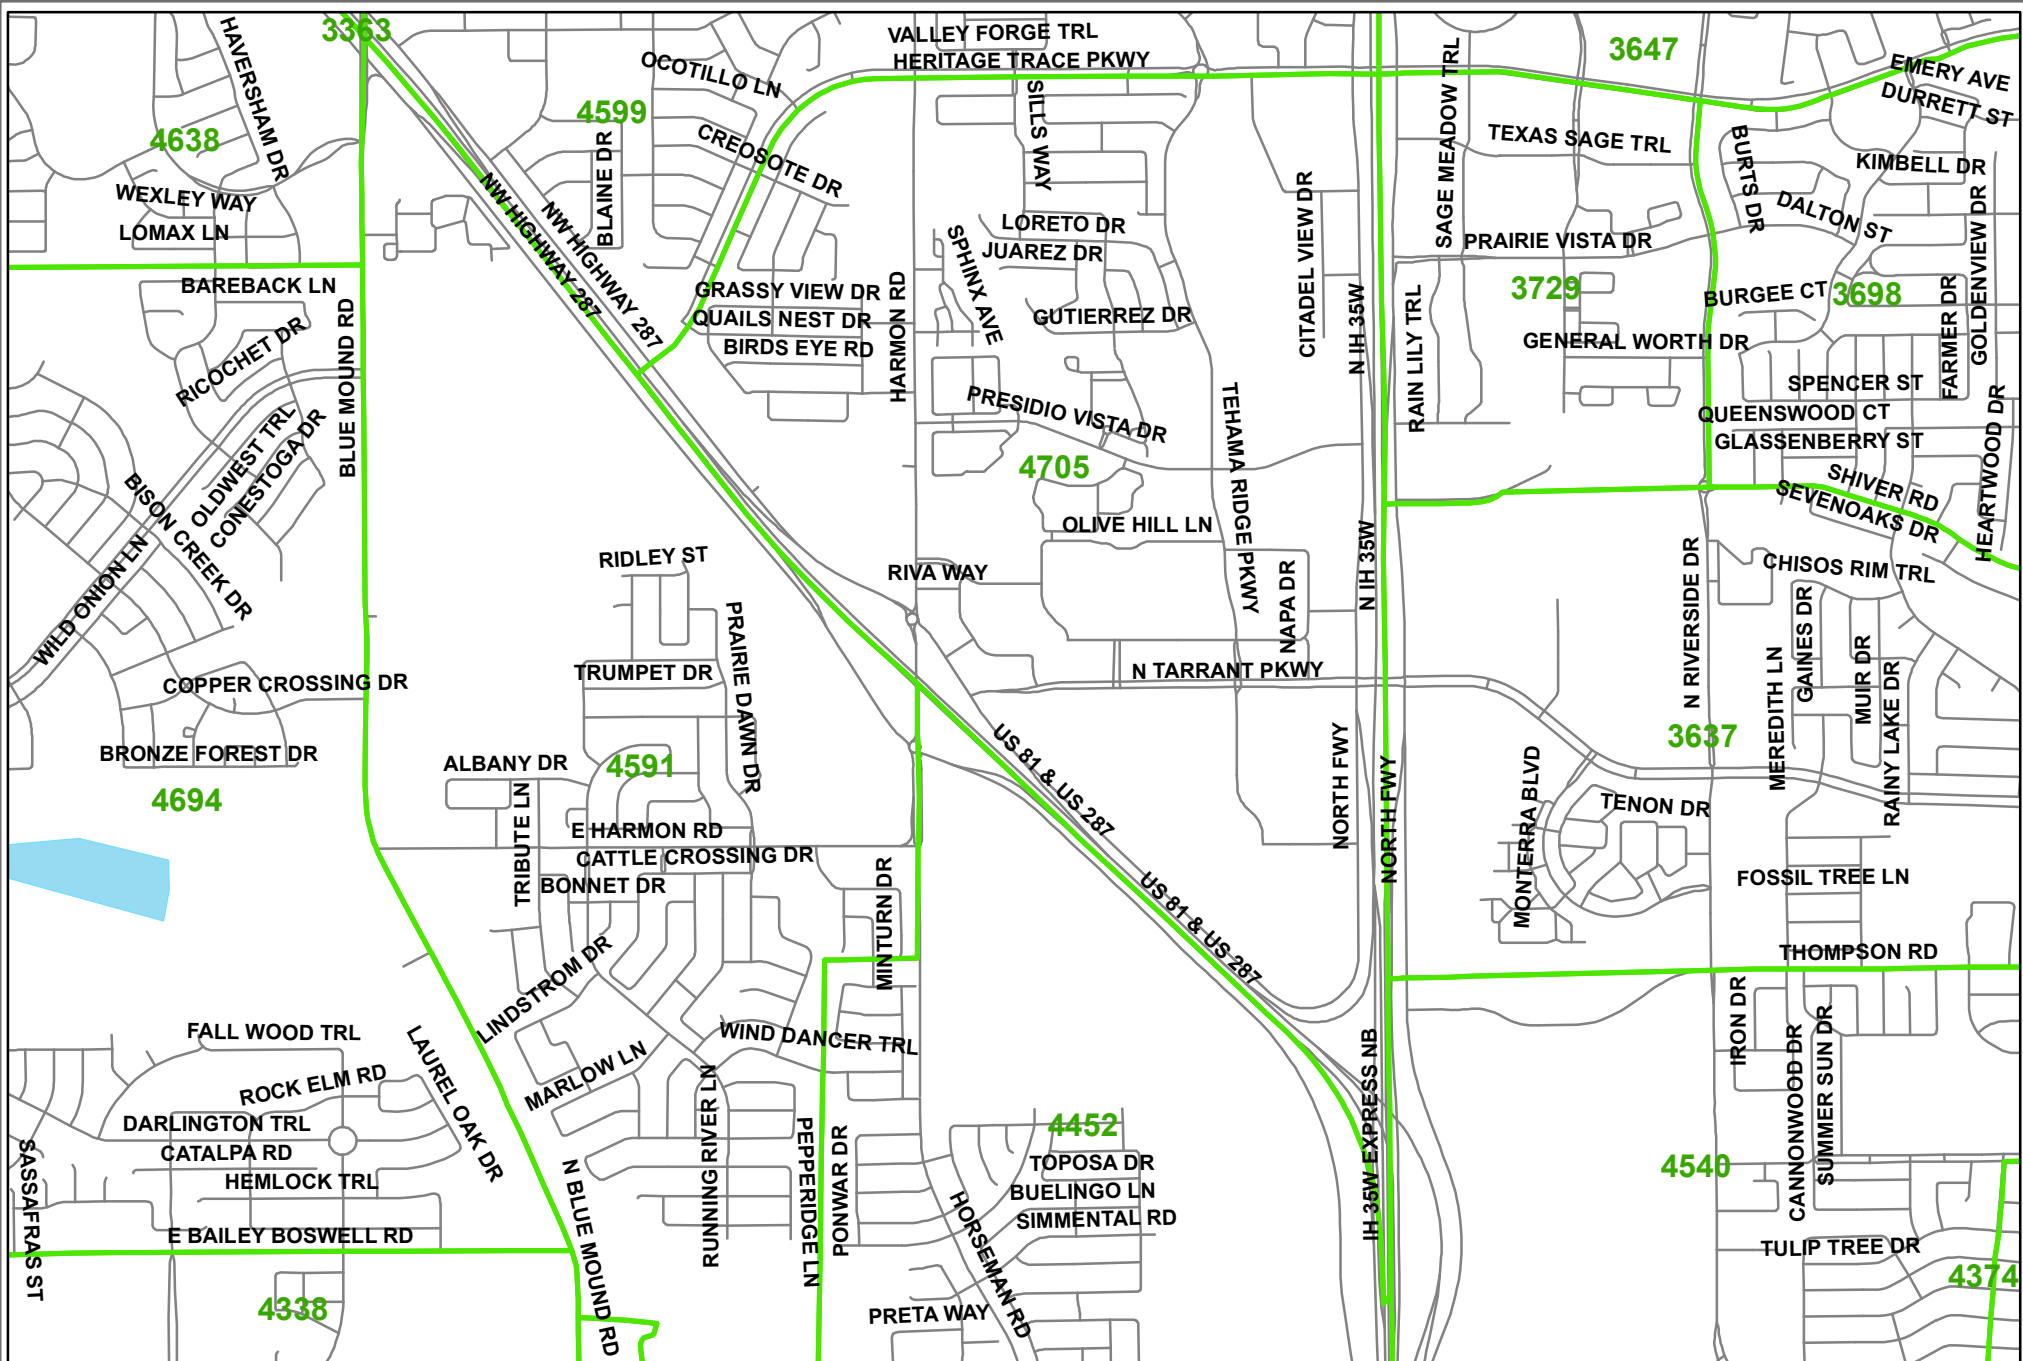 3363
HAVERSHAM DR
VALLEY FORGE TRL
HERITAGE TRACE PKWY
3647
EMERY AVE
DURRETT ST
OCOTILLO LN
4599
4638
BLAINE DR
CREOSOTE DR
SILLS WAY
SAGE MEADOW TRL
TEXAS SAGE TRL
BURTS DR
KIMBELL DR
DALTON ST
GOLDENVIEW DR
WEXLEY WAY
LOMAX LN
NW HIGHWAY 287
NW HIGHWAY 287
LORETO DR
JUAREZ DR
SPHINX AVE
CITADEL VIEW DR
PRAIRIE VISTA DR
BAREBACK LN
GRASSY VIEW DR
QUAILS NEST DR
BIRDS EYE RD
HARMON RD
GUTIERREZ DR
N IH 35W
RAIN LILY TRL
3729
BURGEE CT
3698
FARMER DR
GENERAL WORTH DR
RICOCHET DR
BLUE MOUND RD
SPENCER ST
QUEENSWOOD CT
GLASSENBERRY ST
HEARTWOOD DR
OLDWEST TRL
CONESTOGA DR
PRESIDIO VISTA DR
TEHAMA RIDGE PKWY
4705
SHIVER RD
SEVENOAKS DR
BISON CREEK DR
WILD ONION LN
OLIVE HILL LN
N IH 35W
RIDLEY ST
RIVA WAY
NAPA DR
N RIVERSIDE DR
CHISOS RIM TRL
GAINES DR
MUIR DR
MEREDITH LN
RAINY LAKE DR
PRAIRIE DAWN DR
TRUMPET DR
N TARRANT PKWY
COPPER CROSSING DR
BRONZE FOREST DR
4694
ALBANY DR
4591
US 81 & US 287
NORTH FWY
NORTH FWY
3637
MONTERRA BLVD
TENON DR
TRIBUTE LN
E HARMON RD
CATTLE CROSSING DR
BONNET DR
MINTURN DR
US 81 & US 287
FOSSIL TREE LN
THOMPSON RD
LINDSTROM DR
IRON DR
CANNONWOOD DR
SUMMER SUN DR
FALL WOOD TRL
LAUREL OAK DR
WIND DANCER TRL
MARLOW LN
ROCK ELM RD
DARLINGTON TRL
CATALPA RD
HEMLOCK TRL
SASSAFRAS ST
E BAILEY BOSWELL RD
RUNNING RIVER LN
PEPPERIDGE LN
PONWAR DR
4452
TOPOSA DR
BUELINGO LN
SIMMENTAL RD
HORSEMAN RD
IH 35W EXPRESS NB
4540
TULIP TREE DR
4374
4338
N BLUE MOUND RD
PRETA WAY